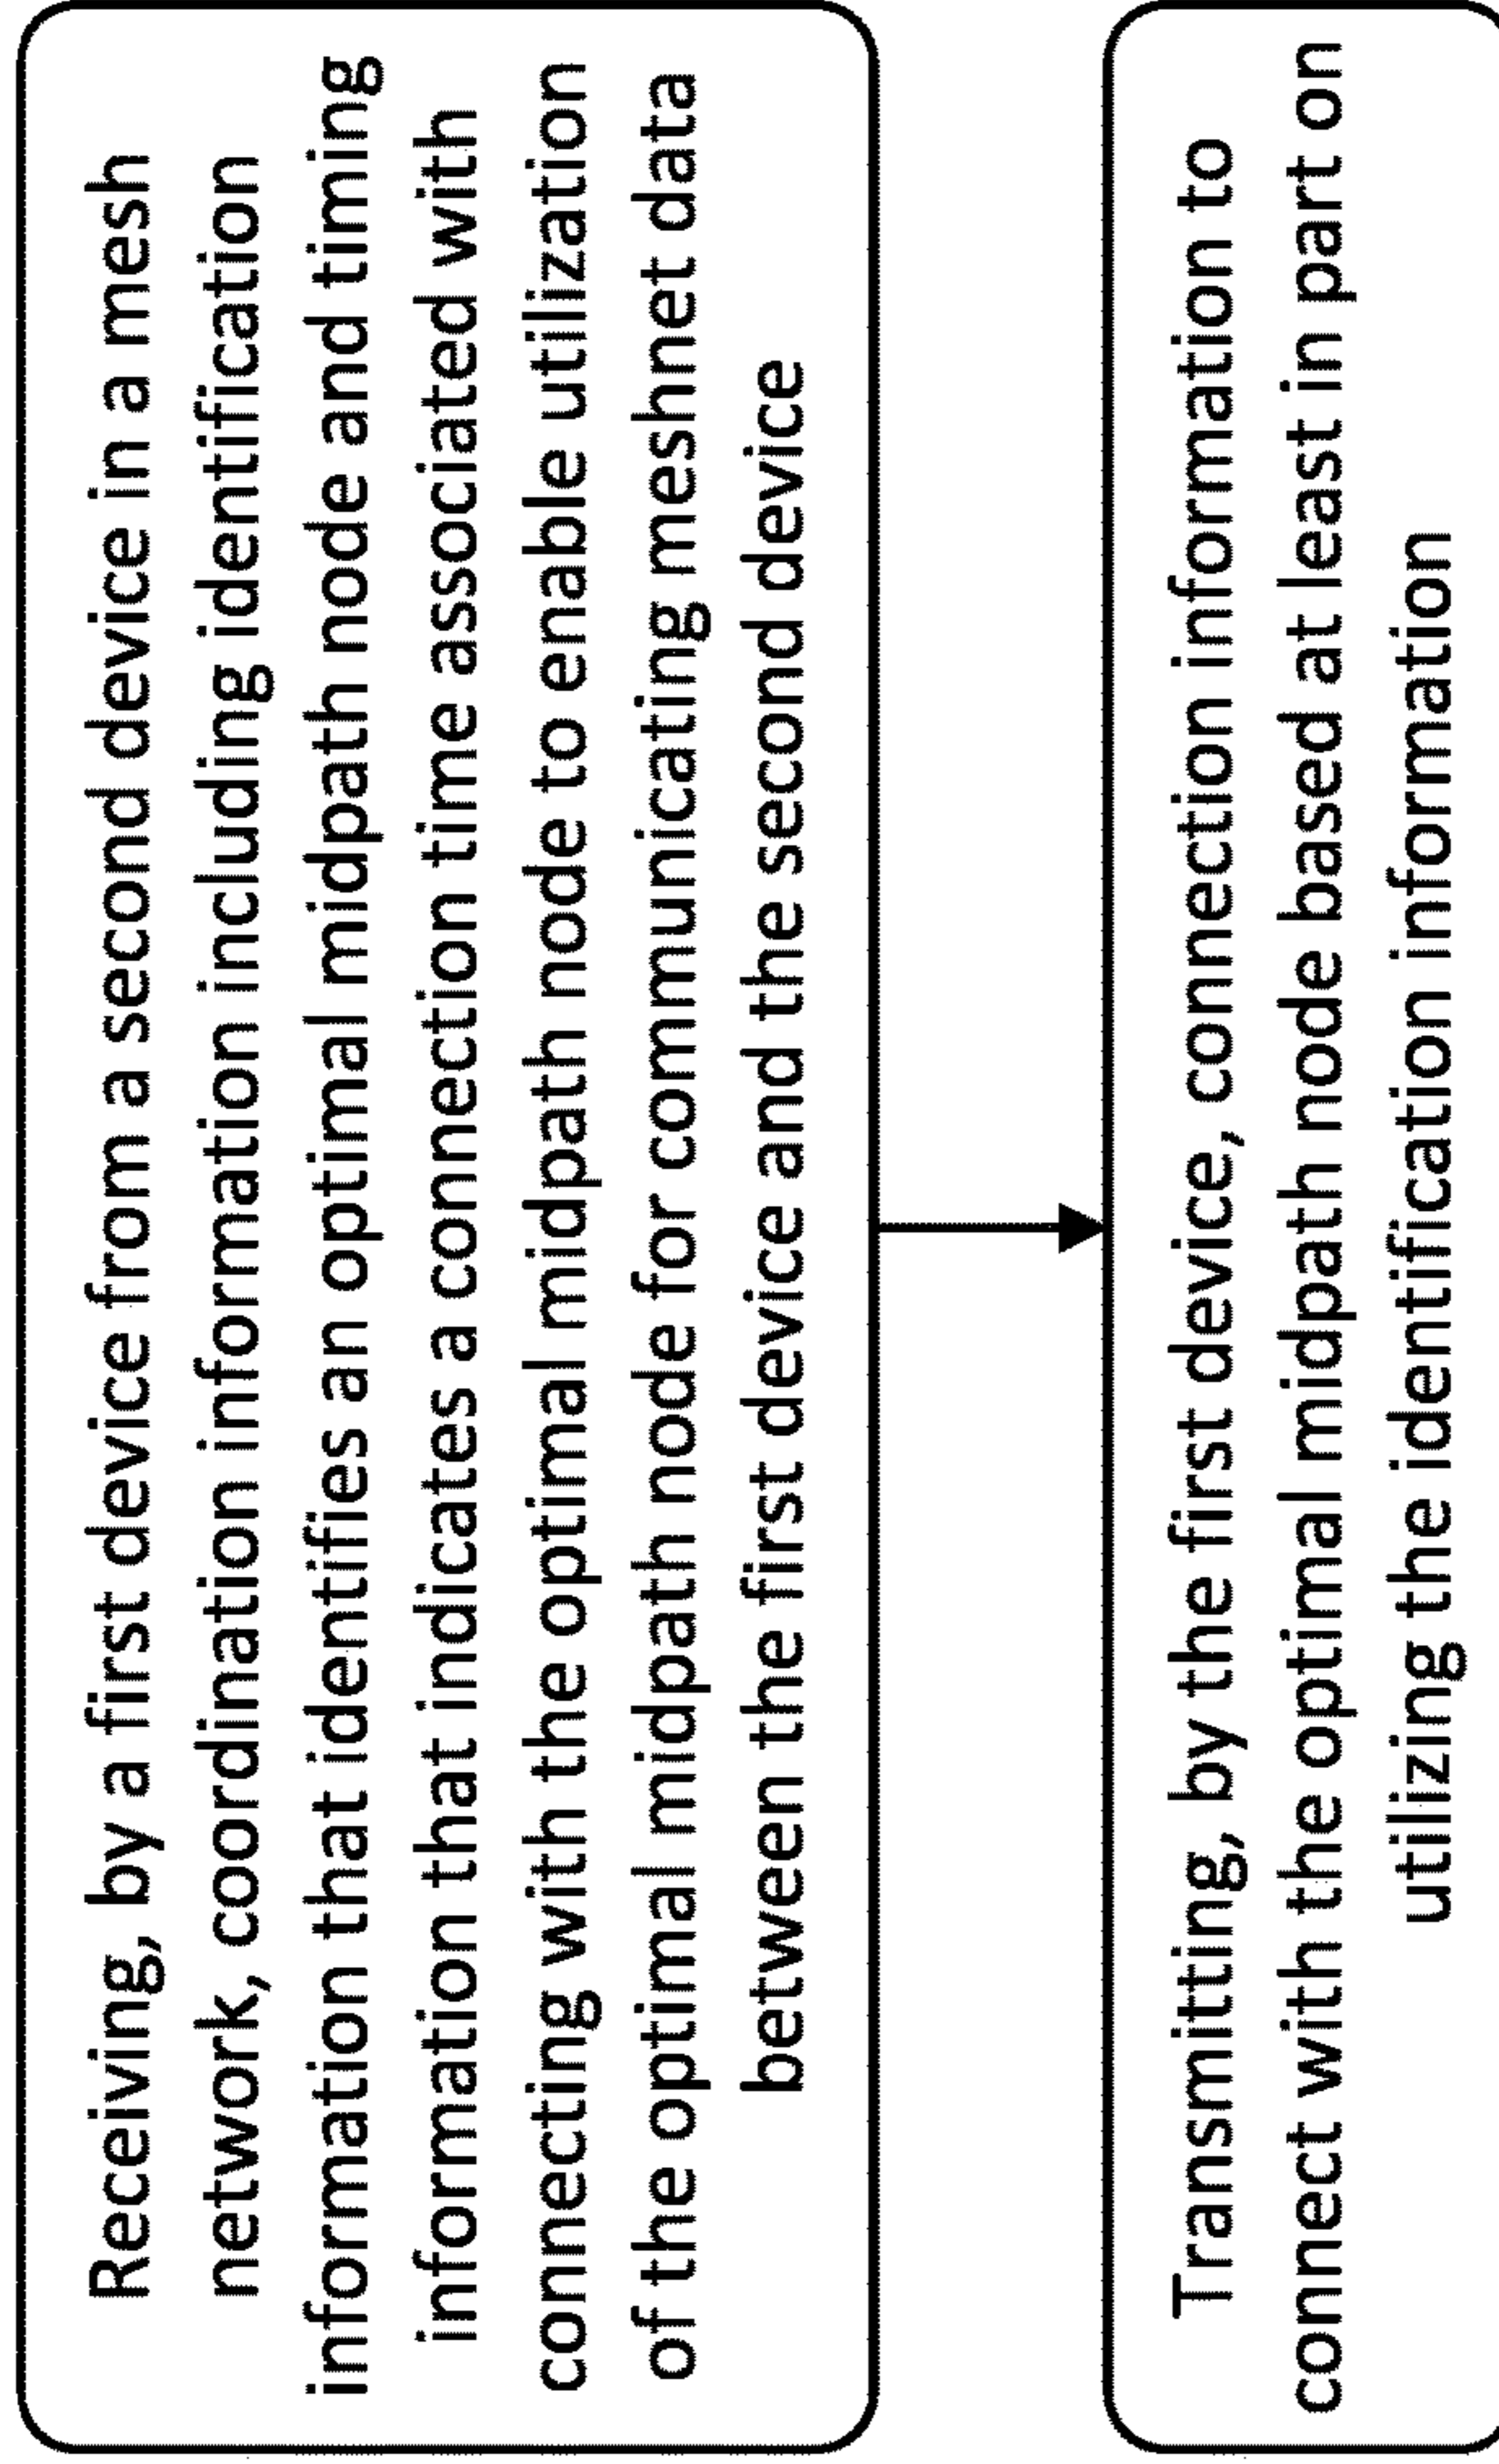 Receiving, by a first device from a second device in a mesh
network, coordination information including identification
information that identifies an optimal midpath node and timing
information that indicates a connection time associated with
connecting with the optimal midpath node to enable utilization
of the optimal midpath node for communicating meshnet data
between the first device and the second device
Transmitting, by the first device, connection information to
connect with the optimal midpath node based at least in part on
utilizing the identification information